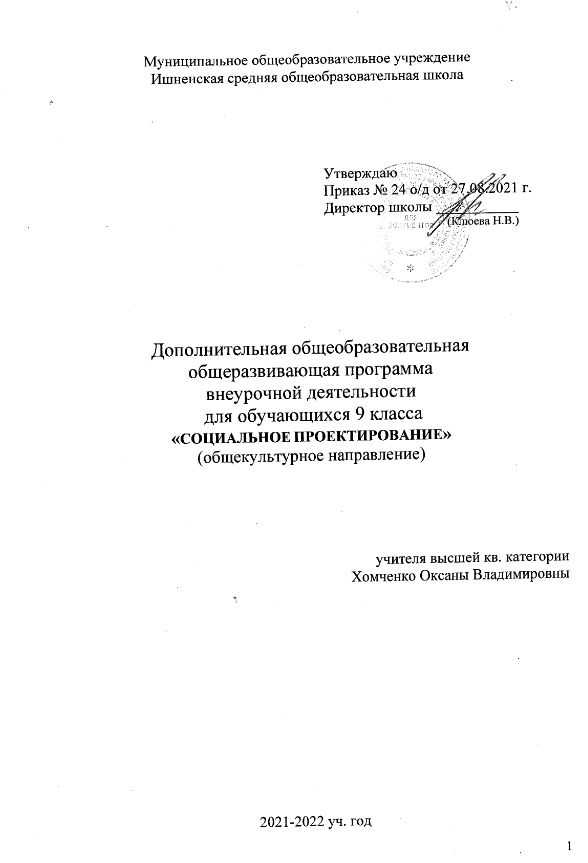 Муниципальное общеобразовательное учреждение
Ишненская средняя общеобразовательная школа
Утверждаю
Приказ № 24 о/д от 27.08.2021 г.
Директор школы
(Клюева Н.В.)
Дополнительная общеобразовательная
общеразвивающая программа
внеурочной деятельности
для обучающихся 9 класса
«СОЦИАЛЬНОЕ ПРОЕКТИРОВАНИЕ»
(общекультурное направление)
учителя высшей кв. категории
Хомченко Оксаны Владимировны
2021-2022 уч. год
1